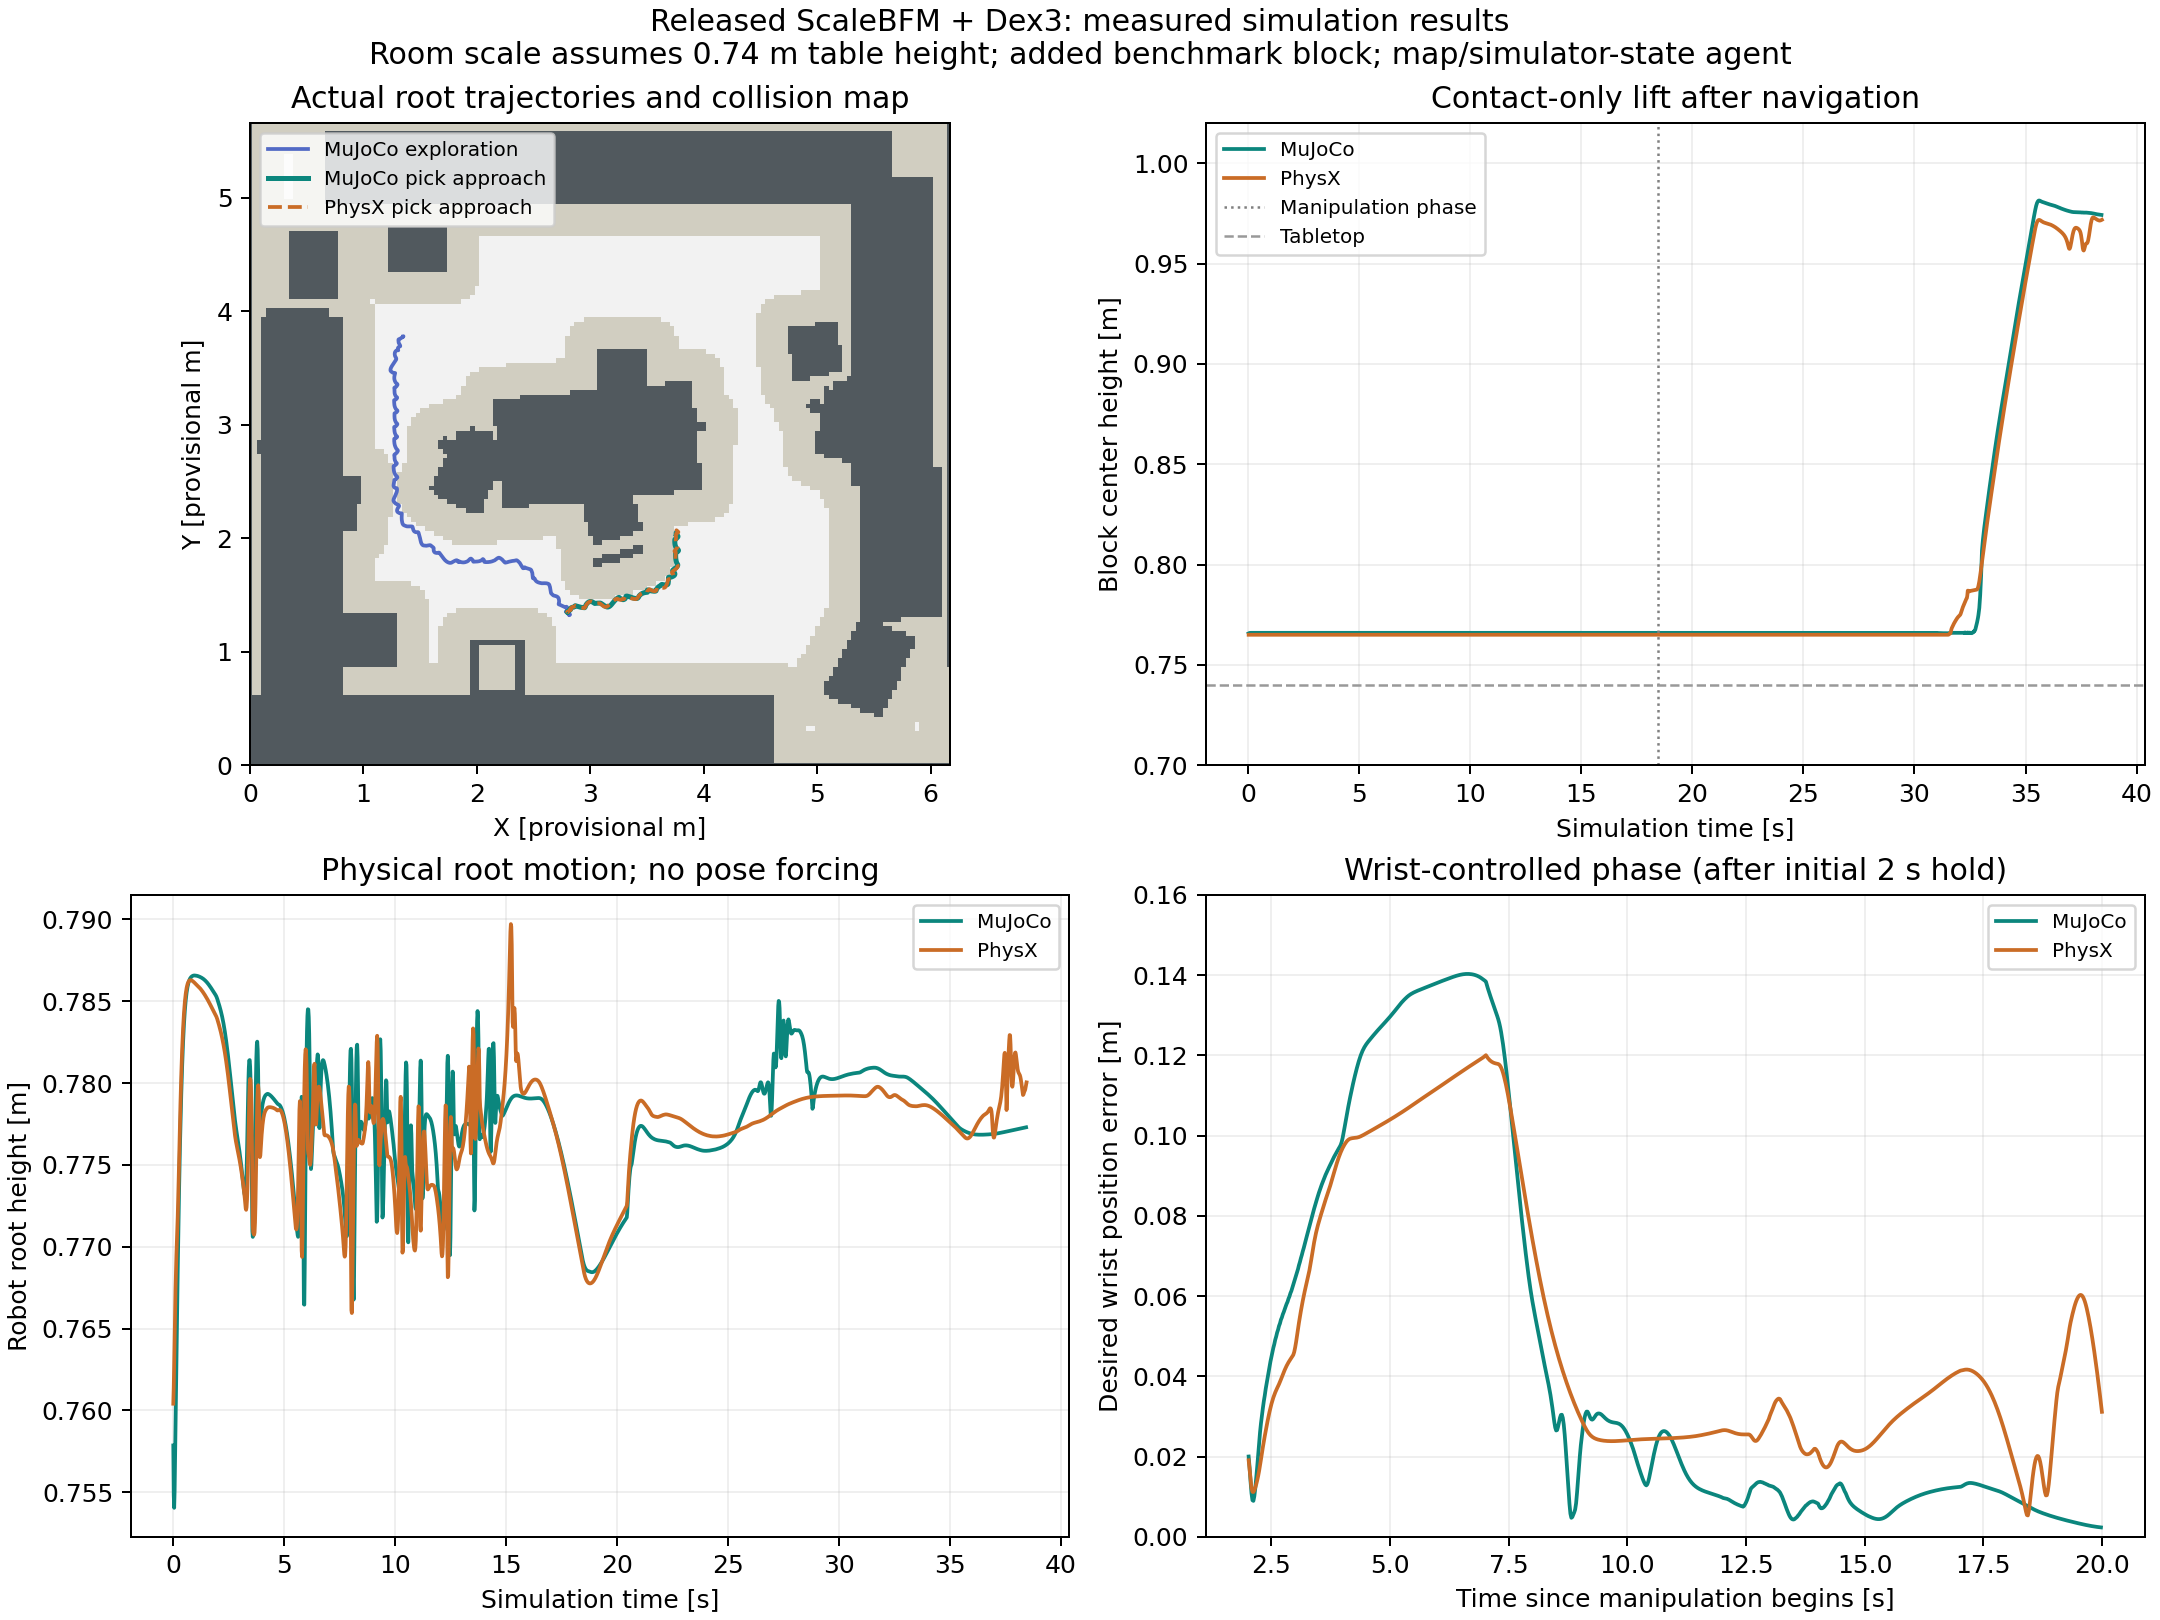 Released ScaleBFM + Dex3: measured simulation results
Room scale assumes 0.74 m table height; added benchmark block; map/simulator-state agent
Actual root trajectories and collision map
MuJoCo exploration
MuJoCo pick approach
PhysX pick approach
5
4
3
2
1
0
Y [provisional m]
0 1 2 3 4 5 6
X [provisional m]
Contact-only lift after navigation
MuJoCo
PhysX
Manipulation phase
Tabletop
1.00
0.95
0.90
0.85
0.80
0.75
0.70
Block center height [m]
0 5 10 15 20 25 30 35 40
Simulation time [s]
Physical root motion; no pose forcing
MuJoCo
PhysX
0.790
0.785
0.780
0.775
0.770
0.765
0.760
0.755
Robot root height [m]
0 5 10 15 20 25 30 35 40
Simulation time [s]
Wrist-controlled phase (after initial 2 s hold)
MuJoCo
PhysX
0.16
0.14
0.12
0.10
0.08
0.06
0.04
0.02
0.00
Desired wrist position error [m]
2.5 5.0 7.5 10.0 12.5 15.0 17.5 20.0
Time since manipulation begins [s]